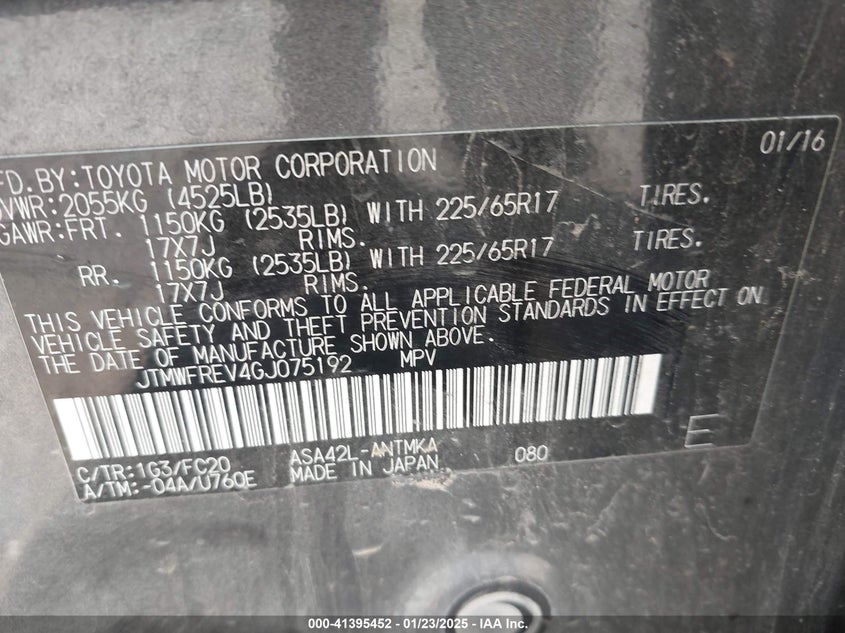 01/16
FD.BY:TOYOTA MOTOR CORPORATION
VWR:2055KG (4525LB)
GAWR:FRT. 1150KG (2535LB) WITH 225/65R17 TIRES.
17X7J RIMS.
RR. 1150KG (2535LB) WITH 225/65R17 TIRES.
17X7J RIMS.
THIS VEHICLE CONFORMS TO ALL APPLICABLE FEDERAL MOTOR
VEHICLE SAFETY AND THEFT PREVENTION STANDARDS IN EFFECT ON
THE DATE OF MANUFACTURE SHOWN ABOVE.
JTMWFREV4GJ075192 MPV
C/TR:1G3/FC20 ASA42L-ANTMKA 080 E
A/TM:-04A/U760E MADE IN JAPAN
000-41395452 - 01/23/2025 - IAA Inc.